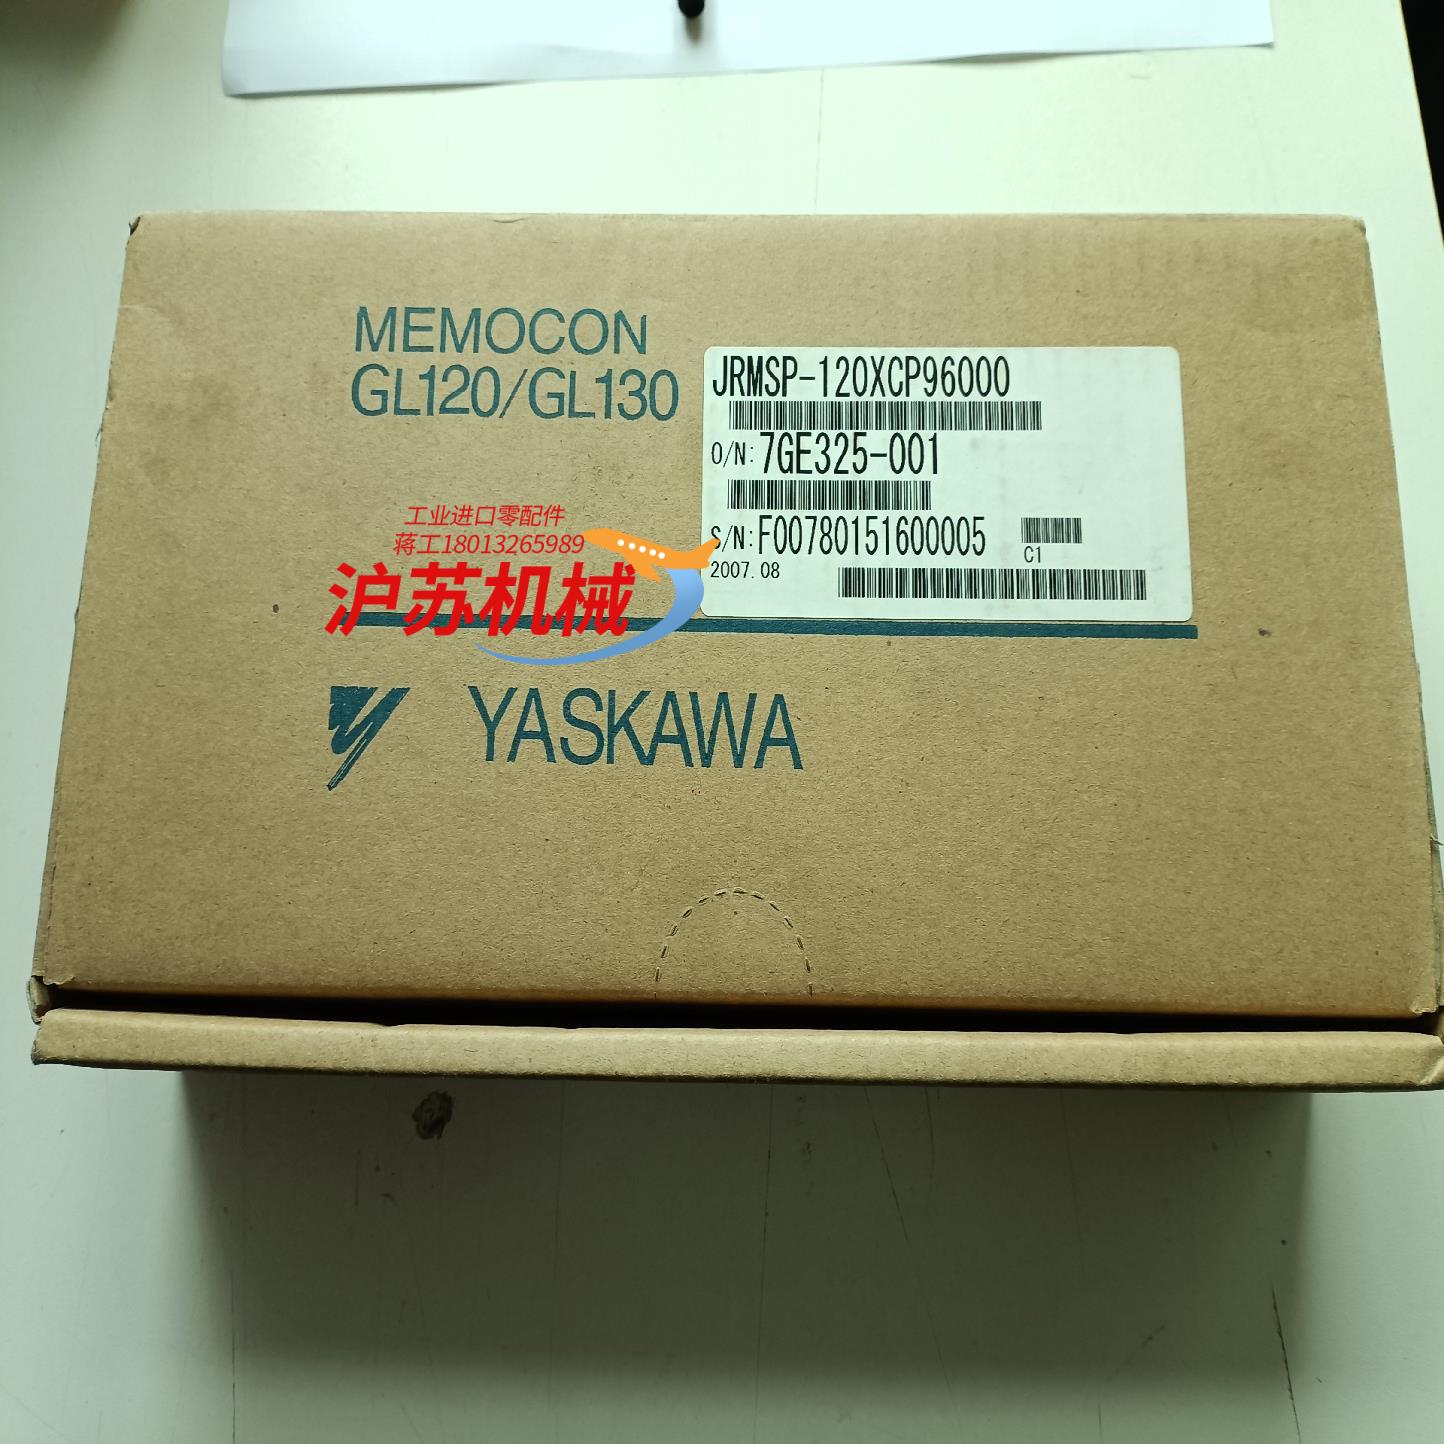 MEMOCON
GL120/GL130
JRMSP-120XCP96000
O/N: 7GE325-001
S/N: F00780151600005
C1
2007.08
工业进口零配件
蒋工18013265989
沪苏机械
YASKAWA